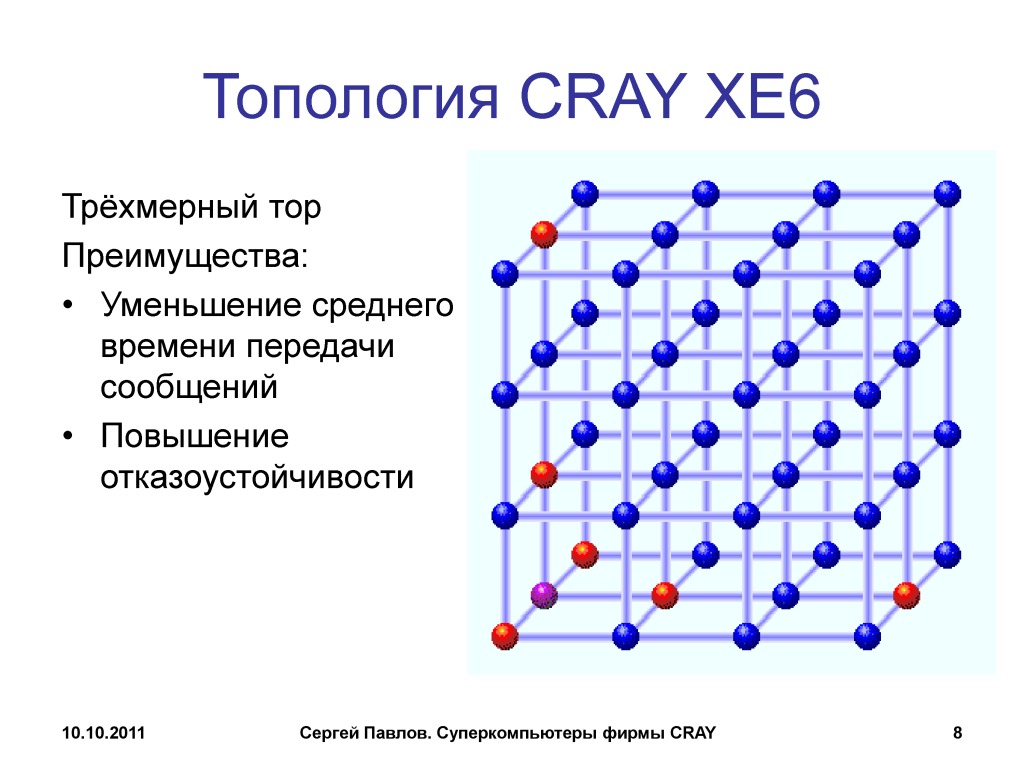 Топология CRAY XE6
Трёхмерный тор
Преимущества:
• Уменьшение среднего
времени передачи
сообщений
• Повышение
отказоустойчивости
10.10.2011
Сергей Павлов. Суперкомпьютеры фирмы CRAY
8